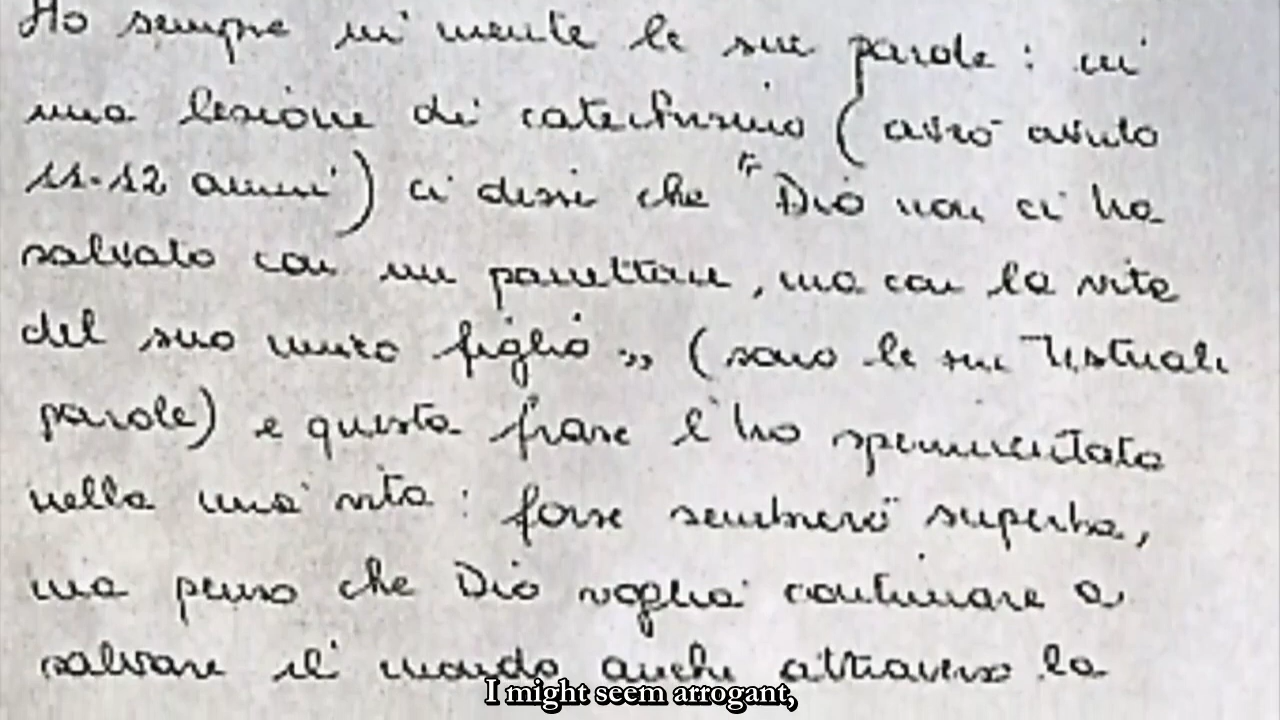 Ho sempre in mente le sue parole: in
una lezione di catechismo (avrò avuto
11-12 anni) ci disse che "Dio non ci ha
salvato con un panettone, ma con la vita
del suo unico figlio" (sono le sue testuali
parole) e questa frase l'ho sperimentata
nella mia vita: forse sembrerò superba,
ma penso che Dio voglia continuare a
salvare il mondo anche attraverso la
I might seem arrogant,